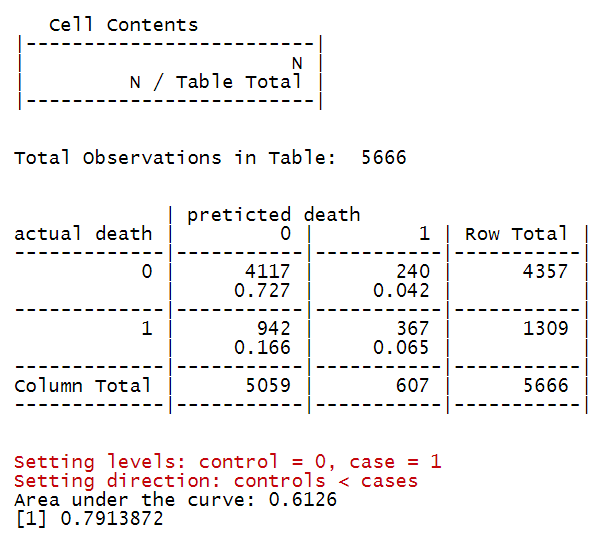 Cell Contents
|-------------------------|
|                       N |
|         N / Table Total |
|-------------------------|
Total Observations in Table:  5666
             | preticted death
actual death |         0 |         1 | Row Total |
-------------|-----------|-----------|-----------|
           0 |      4117 |       240 |      4357 |
             |     0.727 |     0.042 |           |
-------------|-----------|-----------|-----------|
           1 |       942 |       367 |      1309 |
             |     0.166 |     0.065 |           |
-------------|-----------|-----------|-----------|
Column Total |      5059 |       607 |      5666 |
-------------|-----------|-----------|-----------|
Setting levels: control = 0, case = 1
Setting direction: controls < cases
Area under the curve: 0.6126
[1] 0.7913872